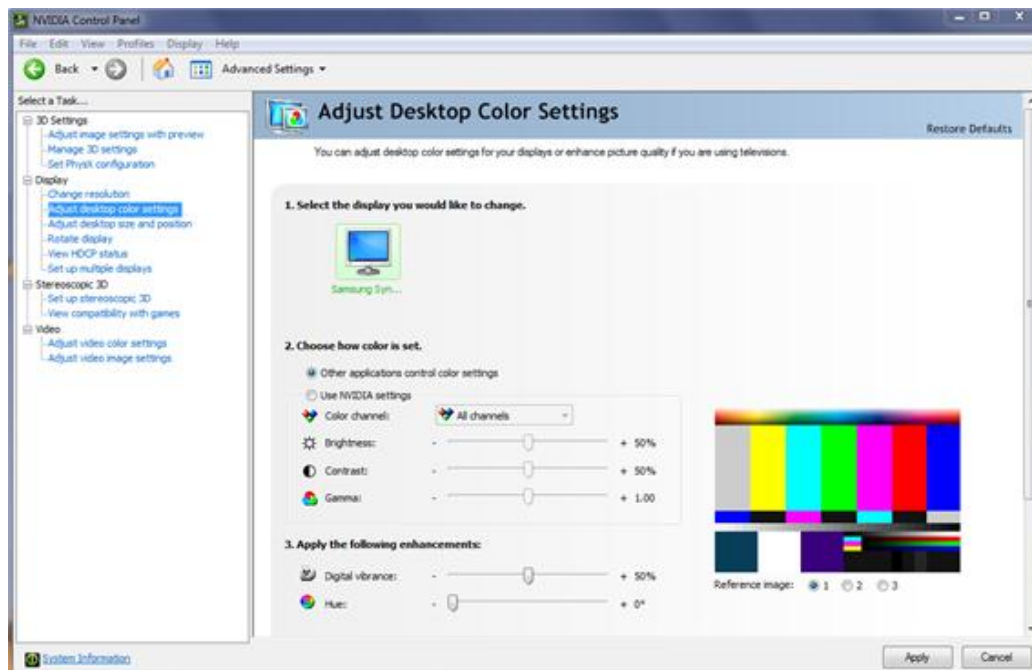 NVIDIA Control Panel
File Edit View Profiles Display Help
Back Advanced Settings
Select a Task...
3D Settings
Adjust image settings with preview
Manage 3D settings
Set PhysX configuration
Display
Change resolution
Adjust desktop color settings
Adjust desktop size and position
Rotate display
View HDCP status
Set up multiple displays
Stereoscopic 3D
Set up stereoscopic 3D
View compatibility with games
Video
Adjust video color settings
Adjust video image settings
System Information
Adjust Desktop Color Settings
Restore Defaults
You can adjust desktop color settings for your displays or enhance picture quality if you are using televisions.
1. Select the display you would like to change.
Samsung Syn...
2. Choose how color is set.
Other applications control color settings
Use NVIDIA settings
Color channel: All channels
Brightness: - + 50%
Contrast: - + 50%
Gamma: - + 1.00
3. Apply the following enhancements:
Digital vibrance: - + 50%
Hue: - + 0°
Reference image: 1 2 3
Apply Cancel